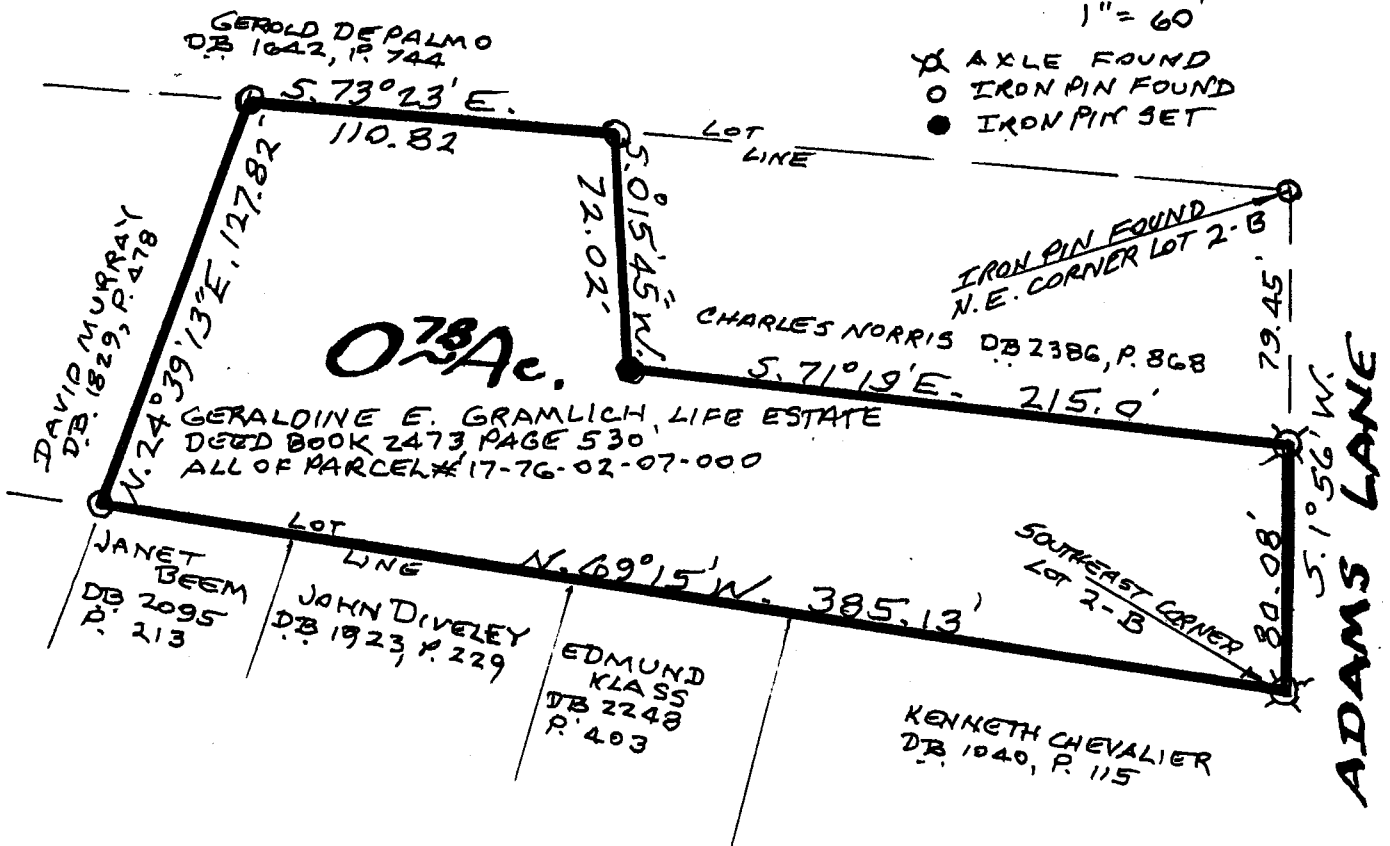 1" = 60'
AXLE FOUND
IRON PIN FOUND
IRON PIN SET
GEROLD DEPALMO
DB 1642, P. 744
S. 73° 23' E.
110.82
LOT
LINE
S. 0° 15' 45" W.
72.02'
IRON PIN FOUND
N.E. CORNER LOT 2-B
79.45'
DAVID MURRAY
D.B. 1829, P. 478
N. 24° 39' 13" E. 127.82'
0.78 Ac.
CHARLES NORRIS DB 2386, P. 868
S. 71° 19' E. 215.0'
GERALDINE E. GRAMLICH, LIFE ESTATE
DEED BOOK 2473 PAGE 530
ALL OF PARCEL # 17-76-02-07-000
S. 1° 56' W.
80.08'
ADAMS LANE
SOUTHEAST CORNER
LOT 2-B
LOT
LINE
N. 69° 15' W. 385.13'
JANET
BEEM
DB 2095
P. 213
JOHN DIVELEY
D.B. 1923, P. 229
EDMUND
KLASS
DB 2248
P. 403
KENNETH CHEVALIER
D.B. 1040, P. 115